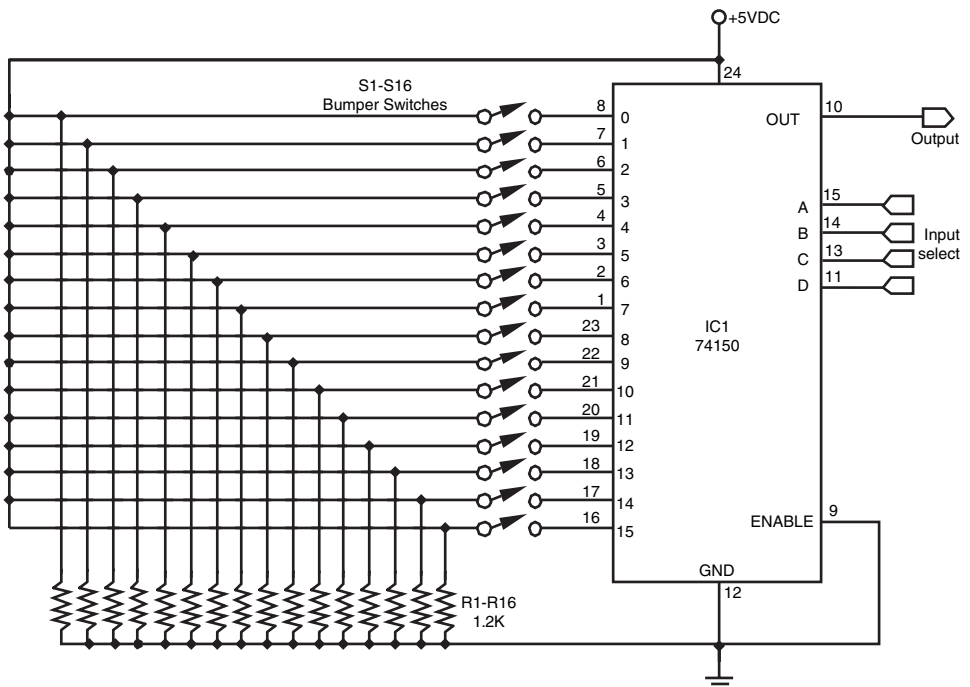 +5VDC
24
S1-S16
Bumper Switches
8
0
OUT
10
Output
7
1
6
2
5
3
A
15
4
4
B
14
Input
select
3
5
C
13
2
6
D
11
1
7
23
8
IC1
74150
22
9
21
10
20
11
19
12
18
13
17
14
16
15
ENABLE
9
GND
12
R1-R16
1.2K